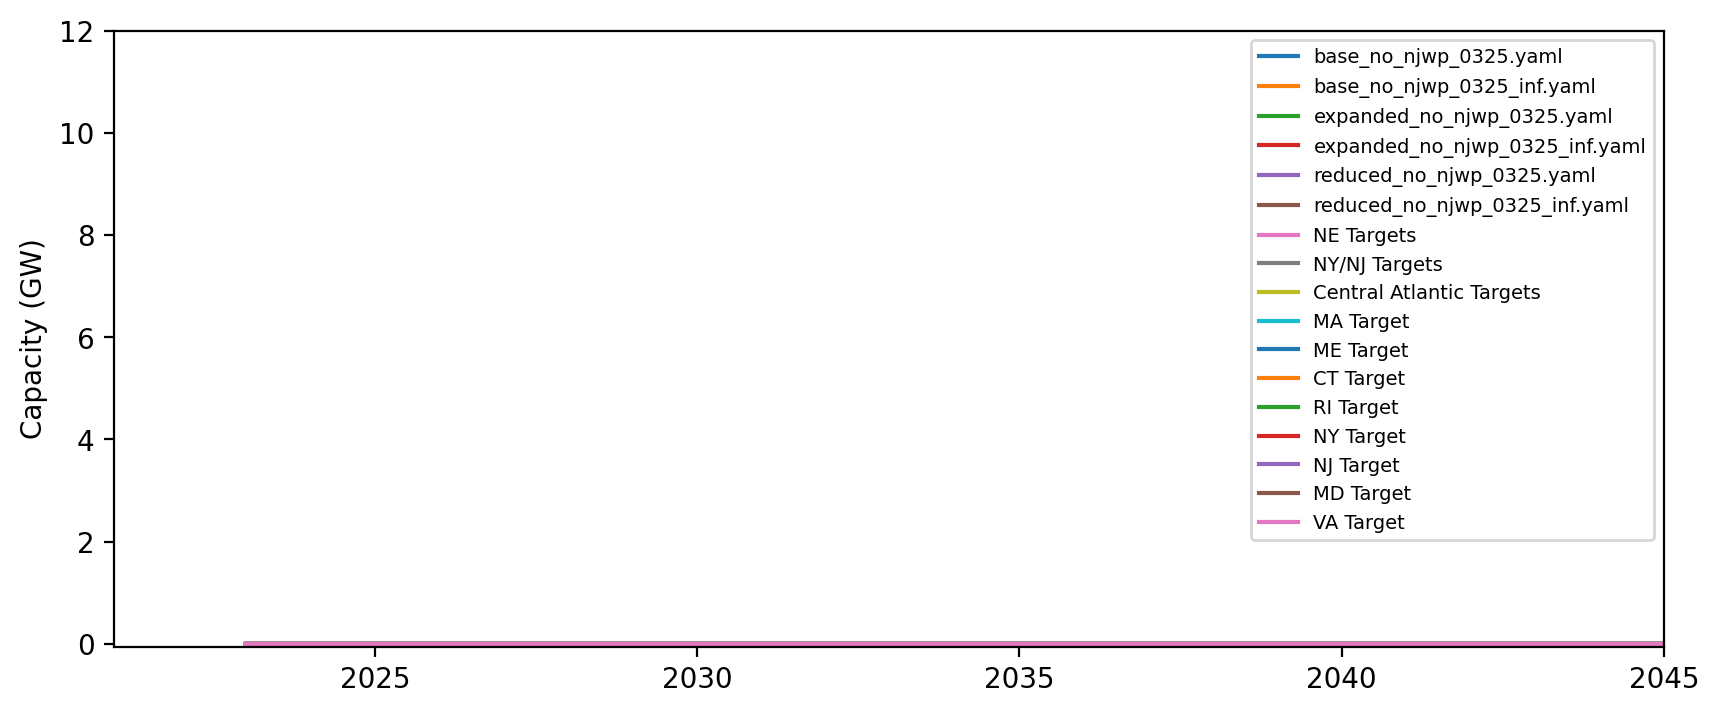 12
10
8
6
4
2
0
Capacity (GW)
base_no_njwp_0325.yaml
base_no_njwp_0325_inf.yaml
expanded_no_njwp_0325.yaml
expanded_no_njwp_0325_inf.yaml
reduced_no_njwp_0325.yaml
reduced_no_njwp_0325_inf.yaml
NE Targets
NY/NJ Targets
Central Atlantic Targets
MA Target
ME Target
CT Target
RI Target
NY Target
NJ Target
MD Target
VA Target
2025 2030 2035 2040 2045